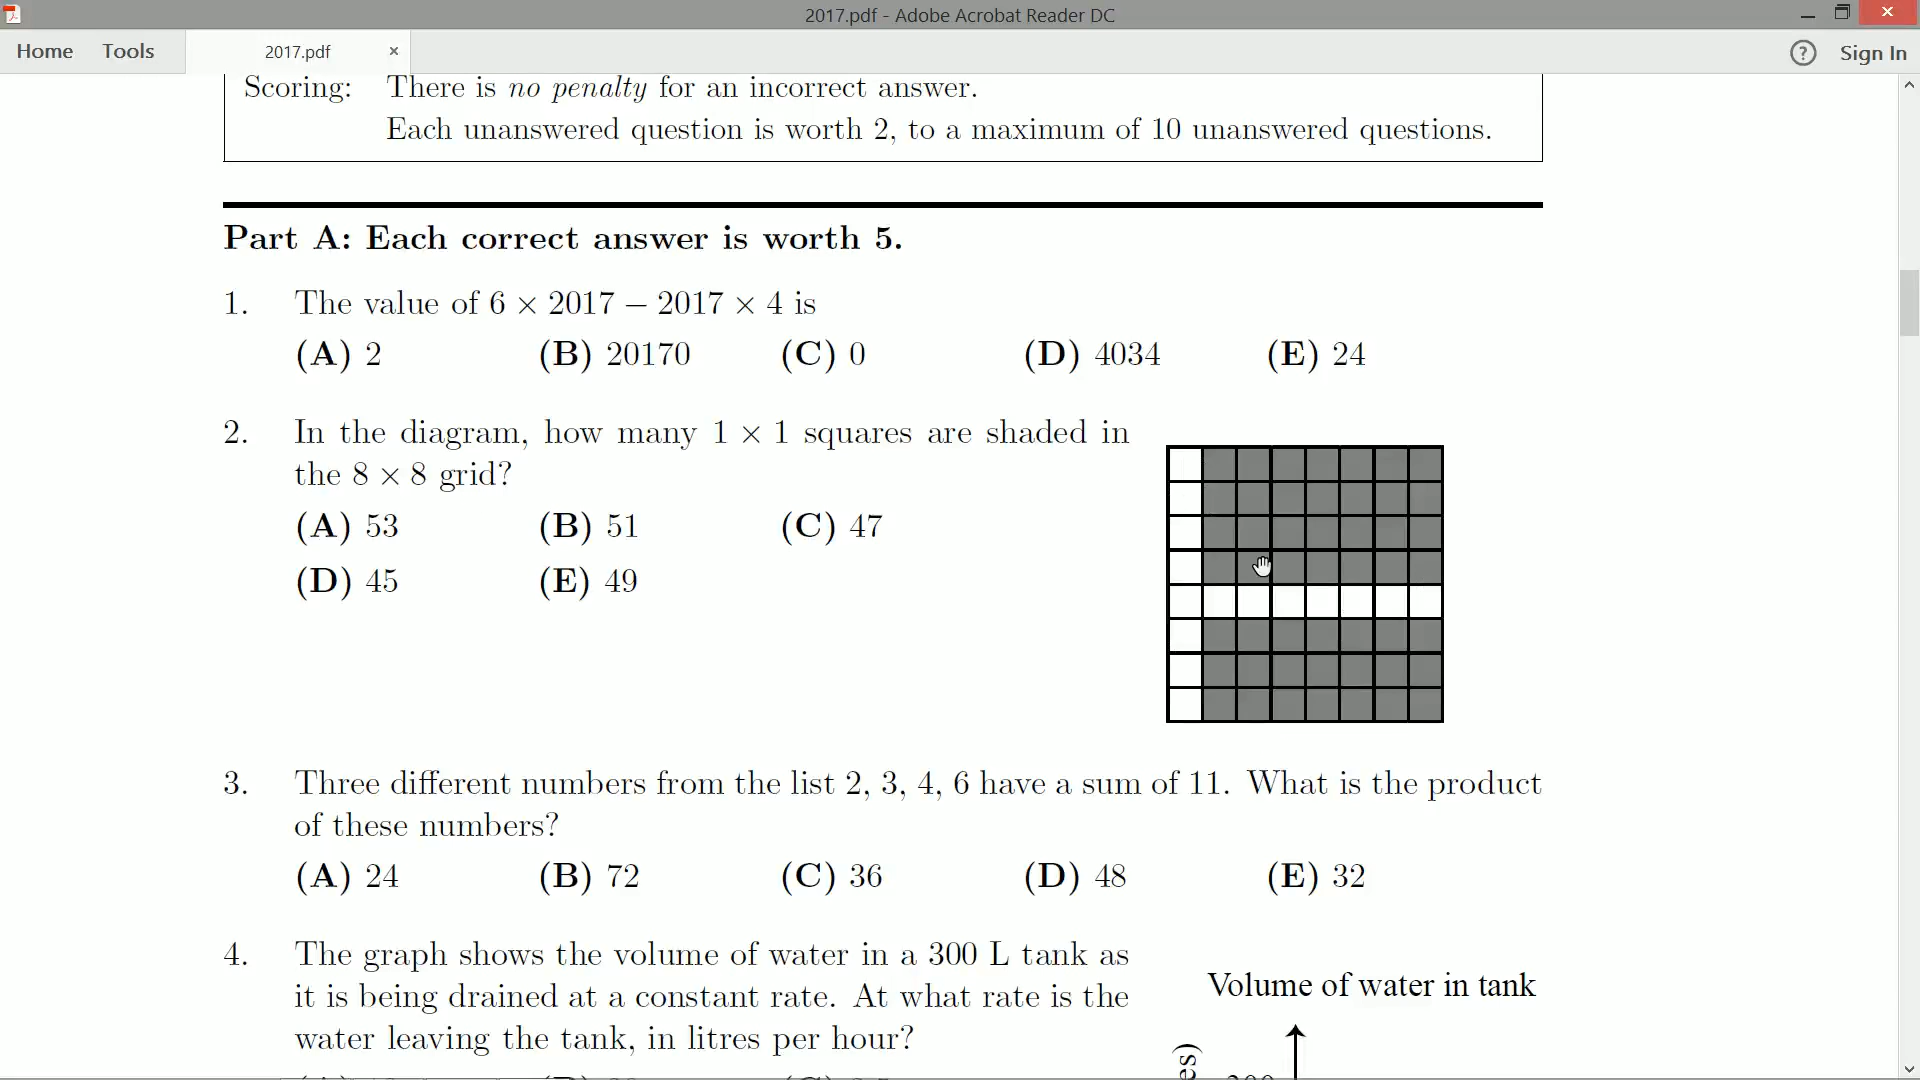 2017.pdf - Adobe Acrobat Reader DC
Home Tools 2017.pdf × ? Sign In
Scoring: There is no penalty for an incorrect answer.
Each unanswered question is worth 2, to a maximum of 10 unanswered questions.
Part A: Each correct answer is worth 5.
1. The value of 6 × 2017 − 2017 × 4 is
(A) 2 (B) 20170 (C) 0 (D) 4034 (E) 24
2. In the diagram, how many 1 × 1 squares are shaded in
the 8 × 8 grid?
(A) 53 (B) 51 (C) 47
(D) 45 (E) 49
3. Three different numbers from the list 2, 3, 4, 6 have a sum of 11. What is the product
of these numbers?
(A) 24 (B) 72 (C) 36 (D) 48 (E) 32
4. The graph shows the volume of water in a 300 L tank as
it is being drained at a constant rate. At what rate is the
water leaving the tank, in litres per hour?
Volume of water in tank